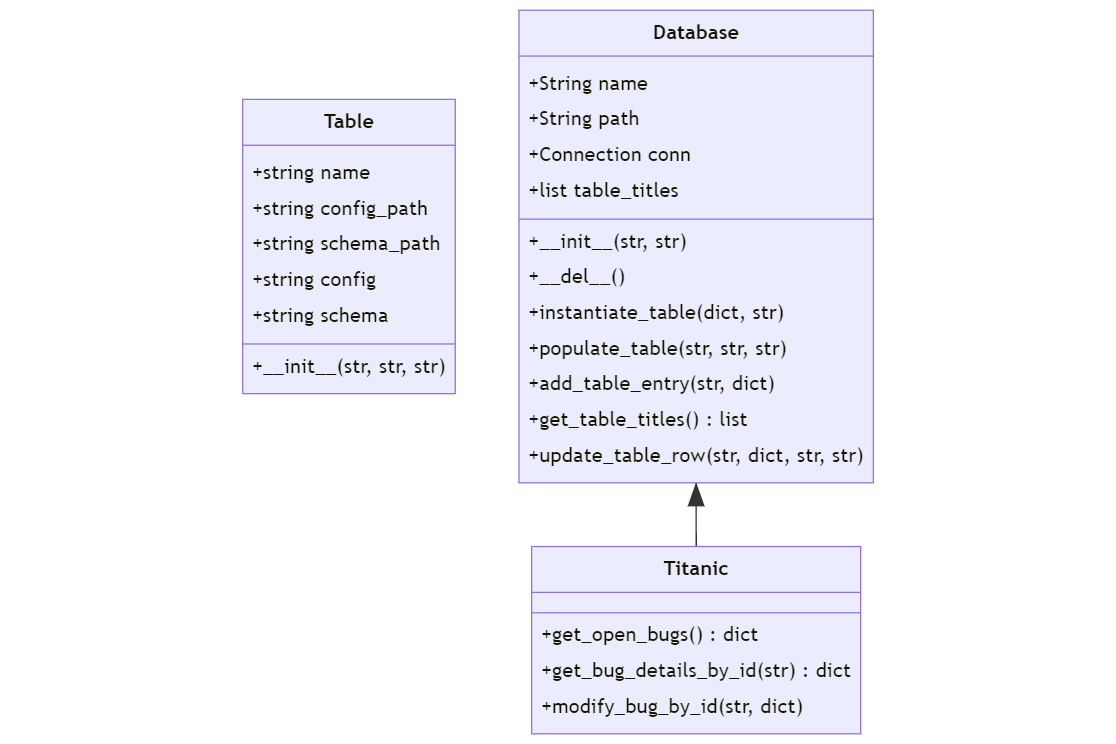 Table
+string name
+string config_path
+string schema_path
+string config
+string schema
+__init__(str, str, str)
Database
+String name
+String path
+Connection conn
+list table_titles
+__init__(str, str)
+__del__()
+instantiate_table(dict, str)
+populate_table(str, str, str)
+add_table_entry(str, dict)
+get_table_titles() : list
+update_table_row(str, dict, str, str)
Titanic
+get_open_bugs() : dict
+get_bug_details_by_id(str) : dict
+modify_bug_by_id(str, dict)